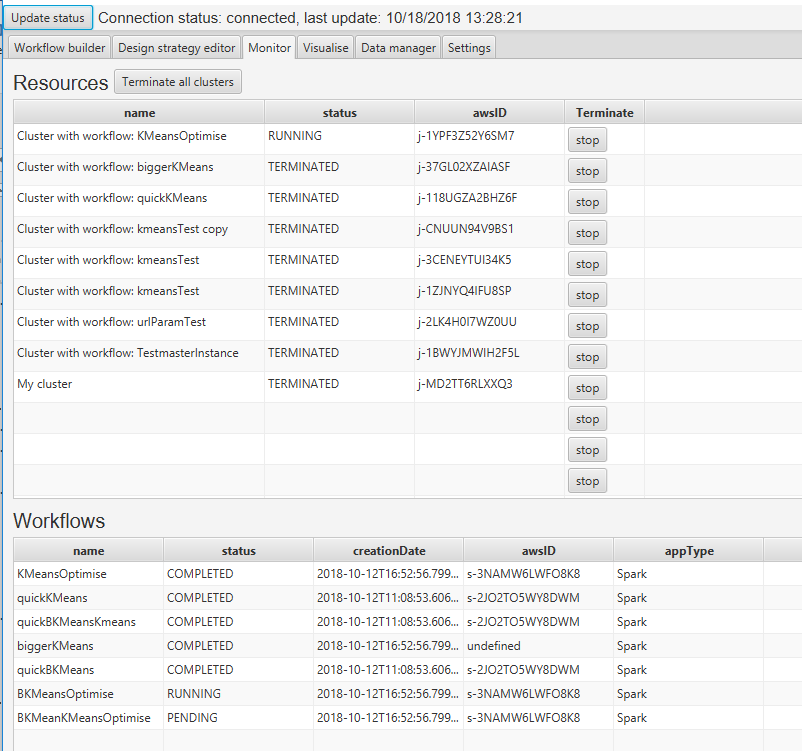 Update status Connection status: connected, last update: 10/18/2018 13:28:21
Workflow builder Design strategy editor Monitor Visualise Data manager Settings
Resources Terminate all clusters
name status awsID Terminate
Cluster with workflow: KMeansOptimise RUNNING j-1YPF3Z52Y6SM7 stop
Cluster with workflow: biggerKMeans TERMINATED j-37GL02XZAIASF stop
Cluster with workflow: quickKMeans TERMINATED j-118UGZA2BHZ6F stop
Cluster with workflow: kmeansTest copy TERMINATED j-CNUUN94V9BS1 stop
Cluster with workflow: kmeansTest TERMINATED j-3CENEYTUI34K5 stop
Cluster with workflow: kmeansTest TERMINATED j-1ZJNYQ4IFU8SP stop
Cluster with workflow: urlParamTest TERMINATED j-2LK4H0I7WZ0UU stop
Cluster with workflow: TestmasterInstance TERMINATED j-1BWYJMWIH2F5L stop
My cluster TERMINATED j-MD2TT6RLXXQ3 stop
stop
stop
stop
Workflows
name status creationDate awsID appType
KMeansOptimise COMPLETED 2018-10-12T16:52:56.799... s-3NAMW6LWFO8K8 Spark
quickKMeans COMPLETED 2018-10-12T11:08:53.606... s-2JO2TO5WY8DWM Spark
quickBKMeansKmeans COMPLETED 2018-10-12T11:08:53.606... s-2JO2TO5WY8DWM Spark
biggerKMeans COMPLETED 2018-10-12T16:52:56.799... undefined Spark
quickBKMeans COMPLETED 2018-10-12T11:08:53.606... s-2JO2TO5WY8DWM Spark
BKMeansOptimise RUNNING 2018-10-12T16:52:56.799... s-3NAMW6LWFO8K8 Spark
BKMeanKMeansOptimise PENDING 2018-10-12T16:52:56.799... s-3NAMW6LWFO8K8 Spark